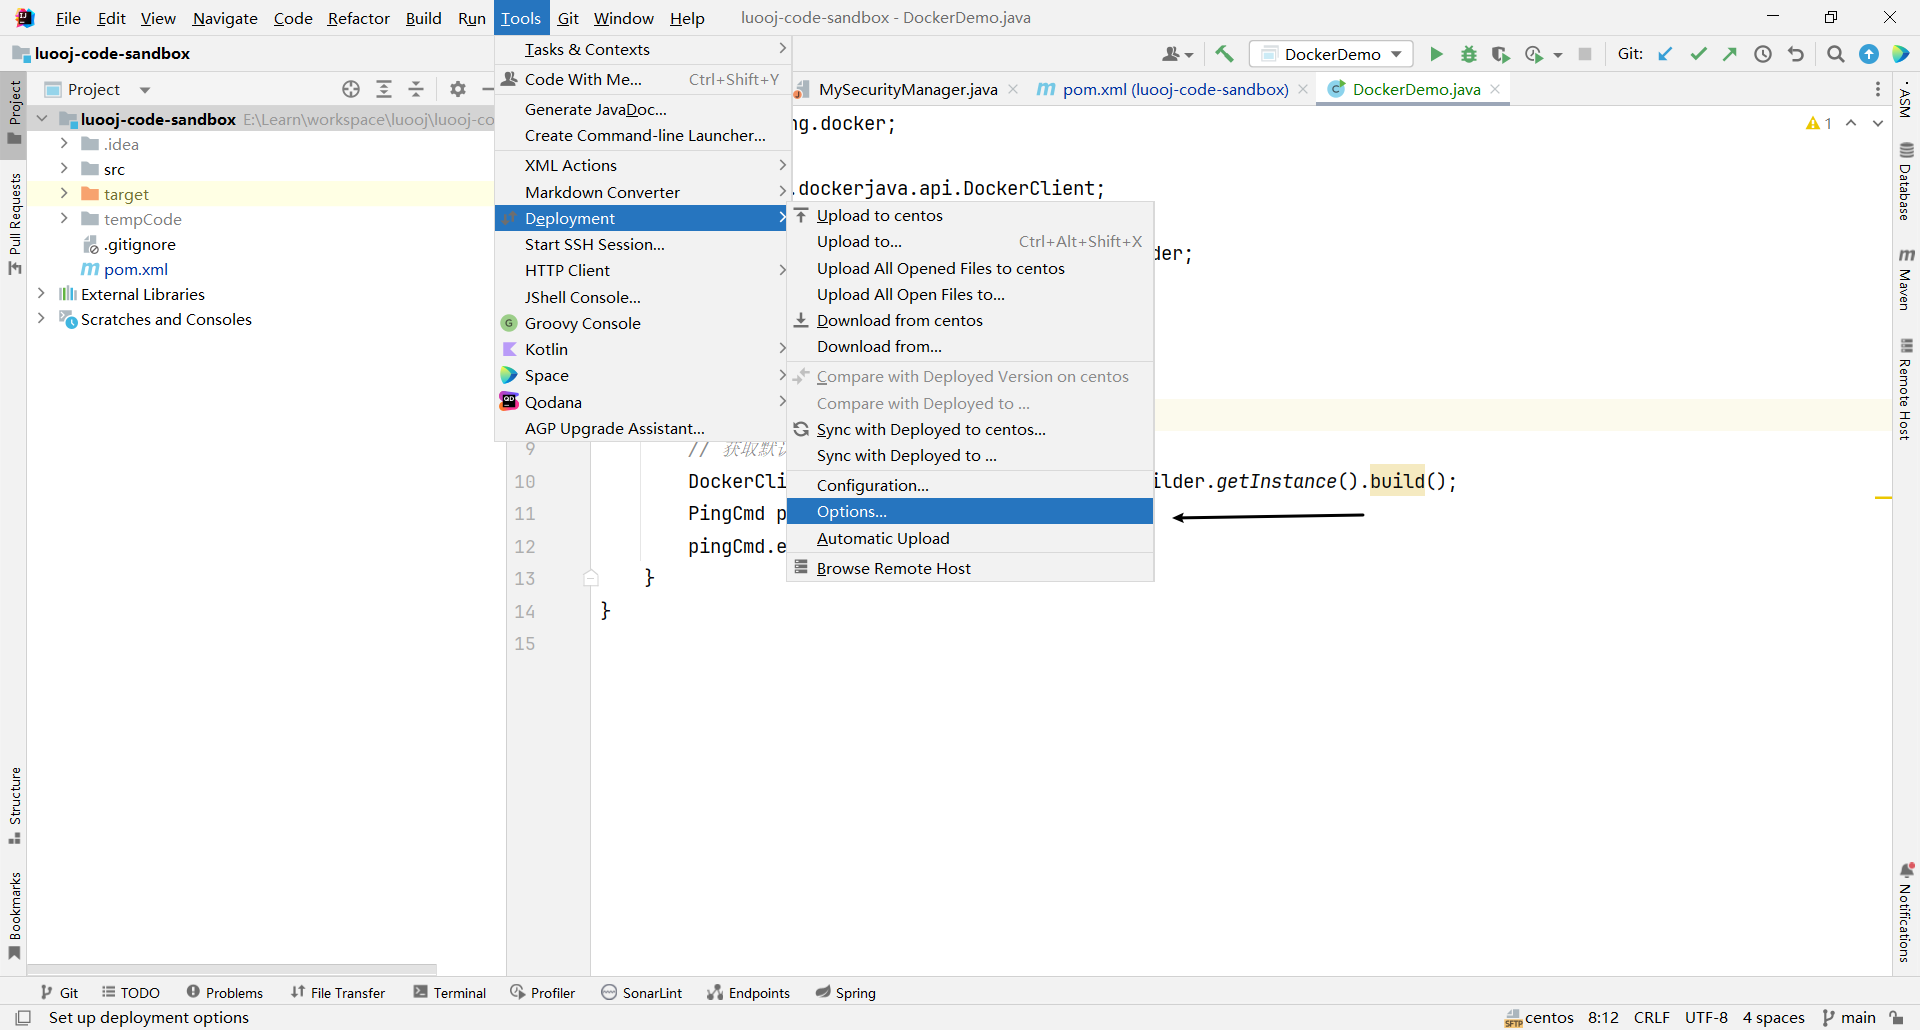 File Edit View Navigate Code Refactor Build Run Tools Git Window Help luooj-code-sandbox - DockerDemo.java
luooj-code-sandbox
DockerDemo
Git:
Project
luooj-code-sandbox E:\Learn\workspace\luooj\luooj-co
.idea
src
target
tempCode
.gitignore
pom.xml
External Libraries
Scratches and Consoles
Project
Pull Requests
Structure
Bookmarks
Tasks & Contexts
Code With Me... Ctrl+Shift+Y
Generate JavaDoc...
Create Command-line Launcher...
XML Actions
Markdown Converter
Deployment
Start SSH Session...
HTTP Client
JShell Console...
Groovy Console
Kotlin
Space
Qodana
AGP Upgrade Assistant...
Upload to centos
Upload to... Ctrl+Alt+Shift+X
Upload All Opened Files to centos
Upload All Open Files to...
Download from centos
Download from...
Compare with Deployed Version on centos
Compare with Deployed to ...
Sync with Deployed to centos...
Sync with Deployed to ...
Configuration...
Options...
Automatic Upload
Browse Remote Host
MySecurityManager.java pom.xml (luooj-code-sandbox) DockerDemo.java
ng.docker;
1
.dockerjava.api.DockerClient;
der;
9 // 获取默
10 DockerCli ilder.getInstance().build();
11 PingCmd p
12 pingCmd.e
13 }
14 }
15
ASM
Database
Maven
Remote Host
Notifications
Git TODO Problems File Transfer Terminal Profiler SonarLint Endpoints Spring
Set up deployment options
SFTP centos 8:12 CRLF UTF-8 4 spaces main